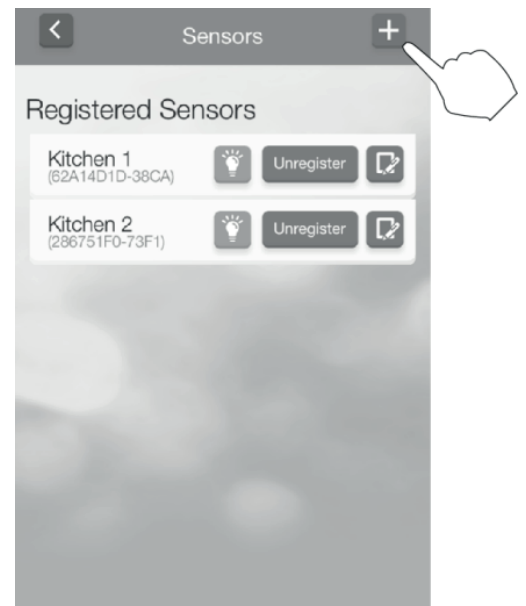 Sensors
Registered Sensors
Kitchen 1
(62A14D1D-38CA)
Unregister
Kitchen 2
(286751F0-73F1)
Unregister